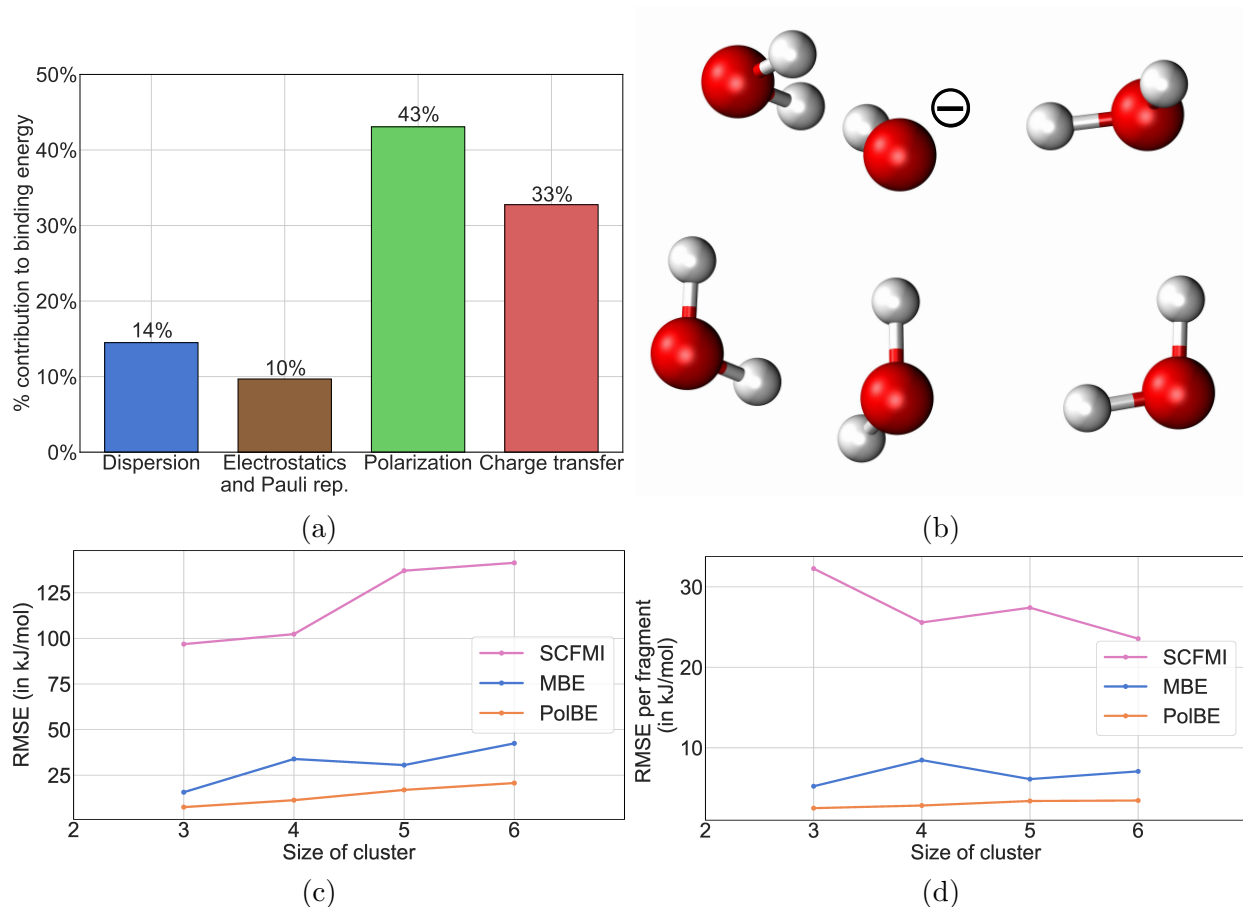 % contribution to binding energy
50%
40%
30%
20%
10%
0%
14%
10%
43%
33%
Dispersion
Electrostatics
and Pauli rep.
Polarization
Charge transfer
(a)
(b)
RMSE (in kJ/mol)
125
100
75
50
25
2
3
4
5
6
Size of cluster
SCFMI
MBE
PolBE
(c)
RMSE per fragment
(in kJ/mol)
30
20
10
2
3
4
5
6
Size of cluster
SCFMI
MBE
PolBE
(d)